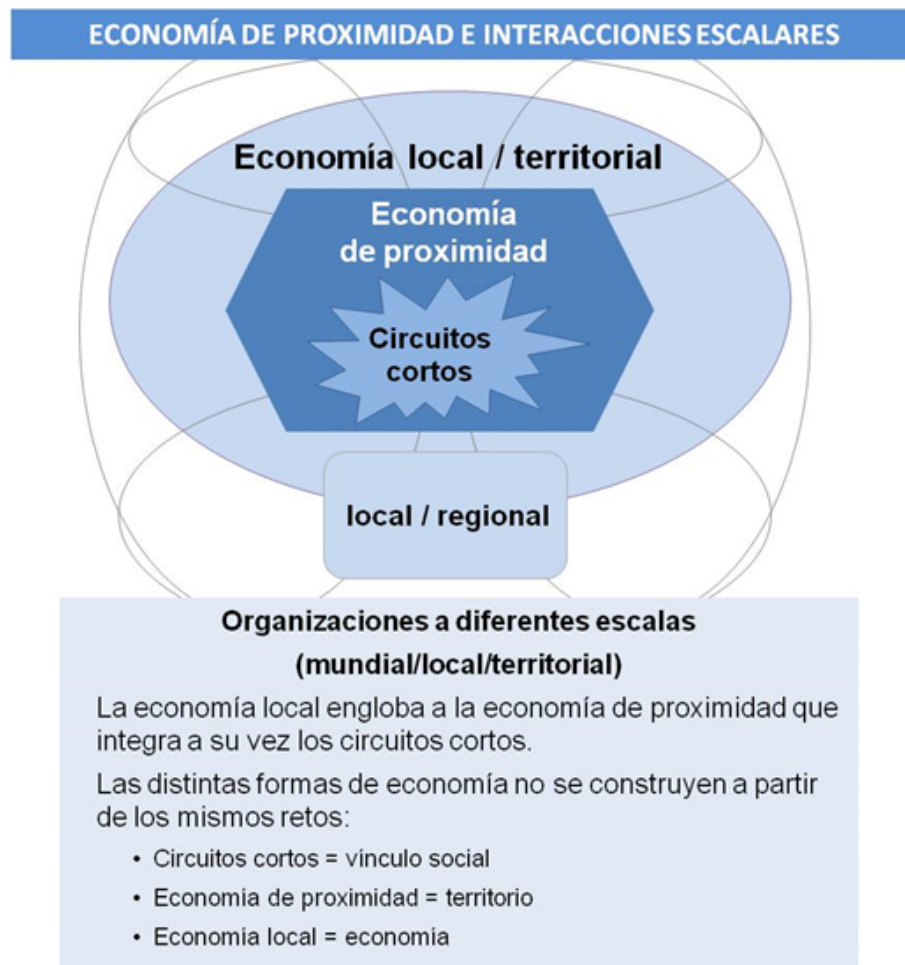 ECONOMÍA DE PROXIMIDAD E INTERACCIONES ESCALARES
Economía local / territorial
Economía
de proximidad
Circuitos
cortos
local / regional
Organizaciones a diferentes escalas
(mundial/local/territorial)
La economía local engloba a la economía de proximidad que
integra a su vez los circuitos cortos.
Las distintas formas de economía no se construyen a partir
de los mismos retos:
• Circuitos cortos = vínculo social
• Economía de proximidad = territorio
• Economía local = economía